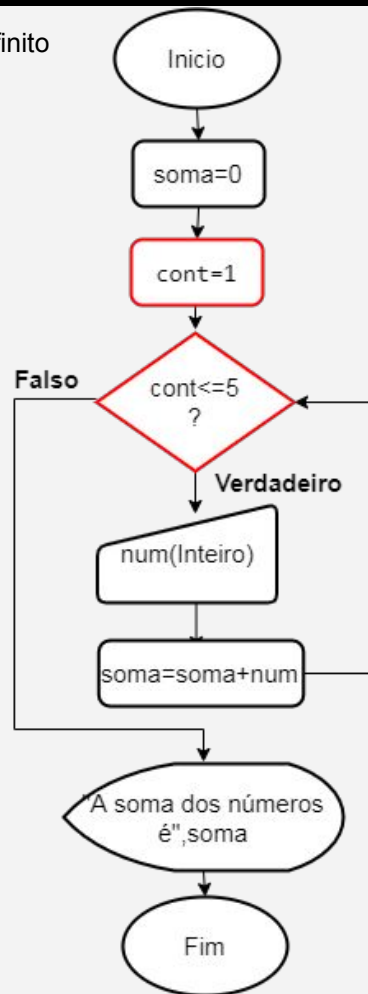 Inicio
soma=0
cont=1
cont<=5
?
Falso
Verdadeiro
num(Inteiro)
soma=soma+num
"A soma dos números
é",soma
Fim